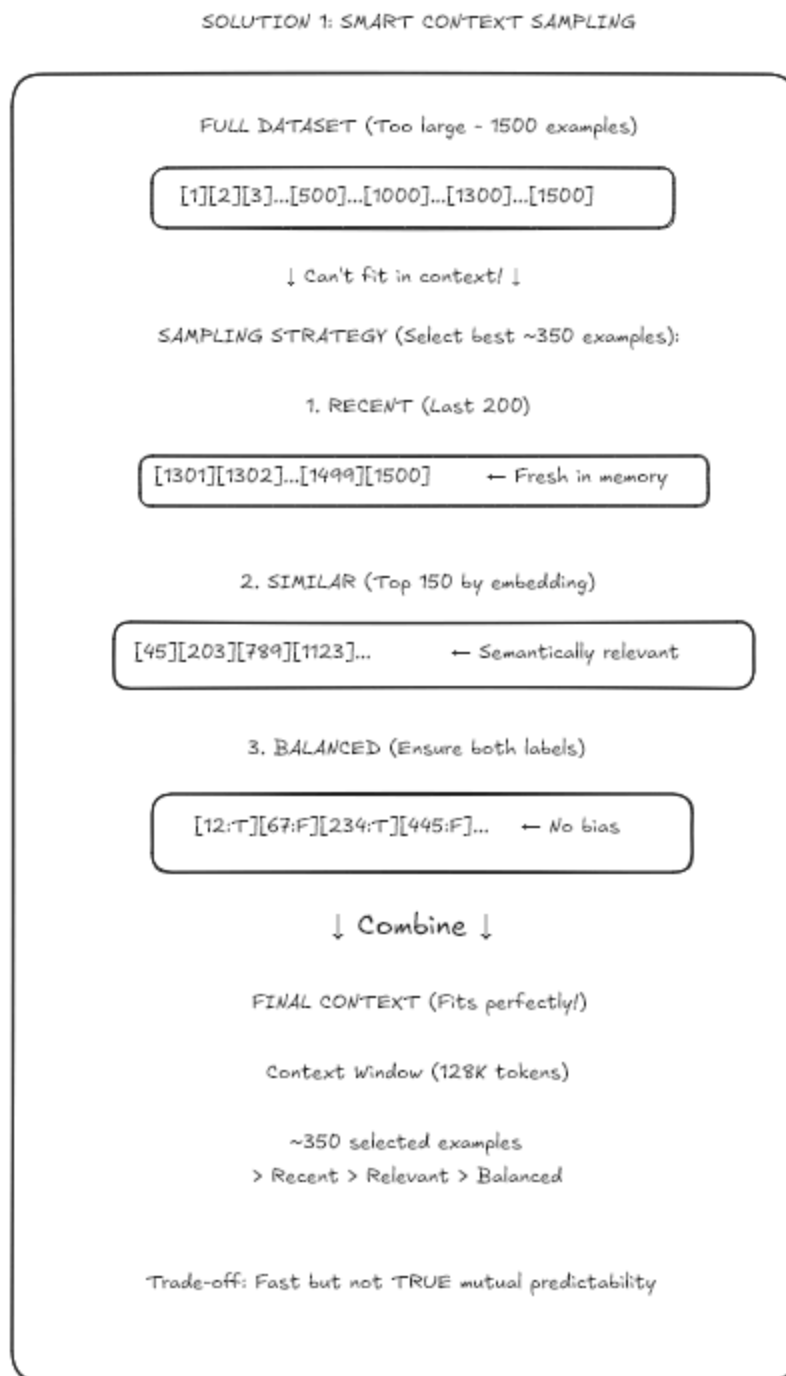 SOLUTION 1: SMART CONTEXT SAMPLING
FULL DATASET (Too large - 1500 examples)
[1][2][3]...[500]...[1000]...[1300]...[1500]
↓ Can't fit in context! ↓
SAMPLING STRATEGY (Select best ~350 examples):
1. RECENT (Last 200)
[1301][1302]...[1499][1500] ← Fresh in memory
2. SIMILAR (Top 150 by embedding)
[45][203][789][1123]... ← Semantically relevant
3. BALANCED (Ensure both labels)
[12:T][67:F][234:T][445:F]... ← No bias
↓ Combine ↓
FINAL CONTEXT (Fits perfectly!)
Context Window (128K tokens)
~350 selected examples
> Recent > Relevant > Balanced
Trade-off: Fast but not TRUE mutual predictability